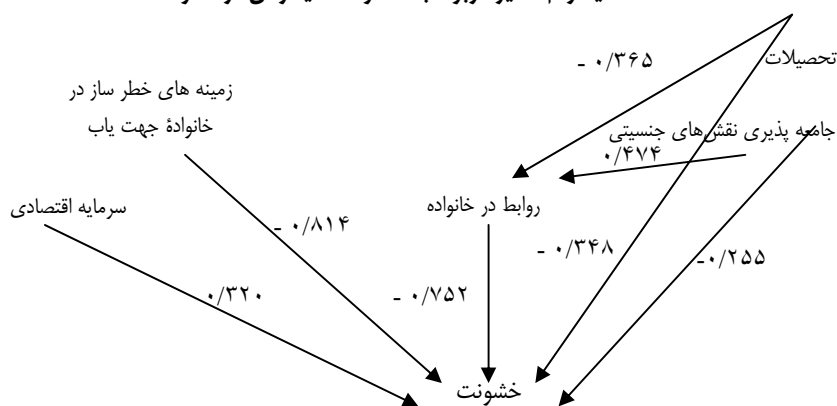 تحصیلات
- ۰/۳۶۵
زمینه های خطر ساز در
خانوادۀ جهت یاب
جامعه پذیری نقش‌های جنسیتی
۰/۴۷۴
سرمایه اقتصادی
روابط در خانواده
- ۰/۸۱۴
- ۰/۳۴۸
-۰/۲۵۵
۰/۳۲۰
- ۰/۷۵۲
خشونت